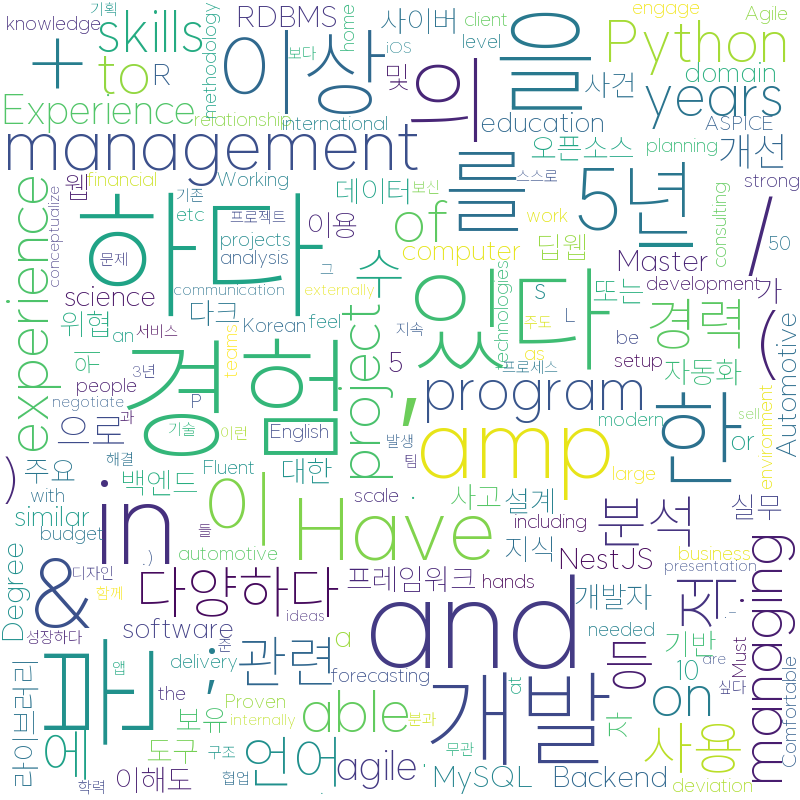 기획
knowledge
skills
methodology
RDBMS
보다
home
사이버
client
engage
Agile
iOS
level
Python
+
to
R
이상
의
및
을
사건
domain
years
Experience
relationship
international
education
ASPICE
management
를
오픈소스
planning
개선
웹
financial
Working
데이터
스스로
5년
strong
/
conceptualize
기존
etc
프로젝트
이용
보신
of
work
consulting
experience
projects
하다
analysis
computer
딥웹
Master
50
문제
science
communication
수
externally
있다
technologies
S
또는
development
가
위협
an
다크
서비스
Korean
feel
project
지속
주도
L
경력
be
(
Automotive
teams
as
아
3년
경험
5
,
프로세스
setup
자동화
people
negotiate
과
P
program
한
modern
sell
environment
으로
기술
이런
English
발생
팀
amp
or
)
주요
해결
Fluent
대한
large
with
백엔드
scale
.
사고
설계
실무
similar
in
이
Have
including
분석
budget
들
지식
NestJS
business
managing
Degree
.)
automotive
presentation
디자인
&
다양하다
프레임워크
hands
개발자
적
함께
ideas
and
성장하다
software
;
a
needed
기반
._
라이브러리
및
앱
delivery
준
관련
forecasting
개발
등
10
are
Must
the
Proven
able
at
on
싶다
Comfortable
에
보유
internally
분과
자
사용
도구
구조
언어
무관
agile
학력
이해도
협업
MySQL
Backend
deviation